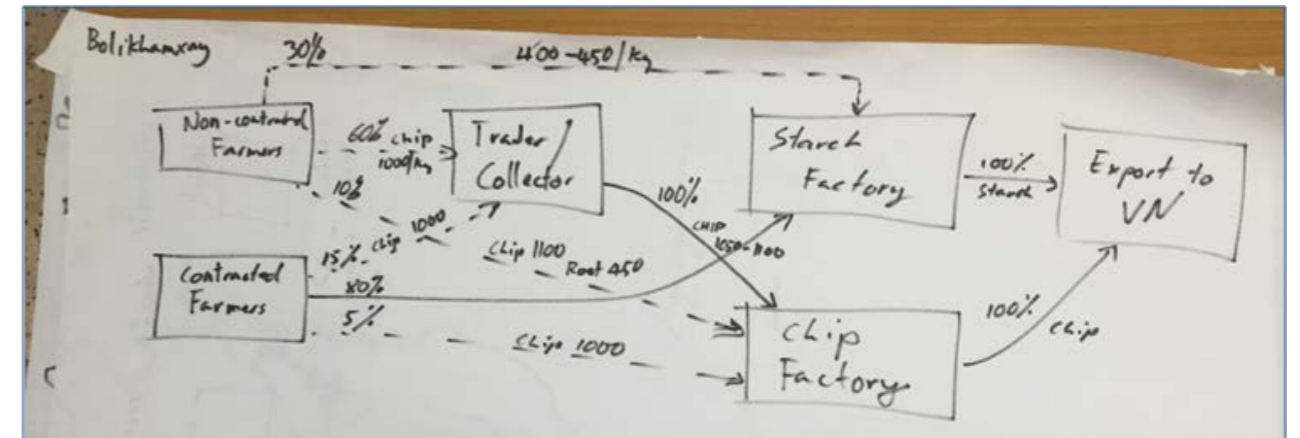 Bolikhamxay
30%
400-450/kg
Non-contracted
Farmers
60% chip
1000/kg
10%
Trader/
Collector
Starch
Factory
100%
Starch
Export to
VN
100%
CHIP
1050-1100
15% chip 1000
Chip 1100
Root 450
Contracted
Farmers
80%
5%
Chip 1000
Chip
Factory
100%
Chip